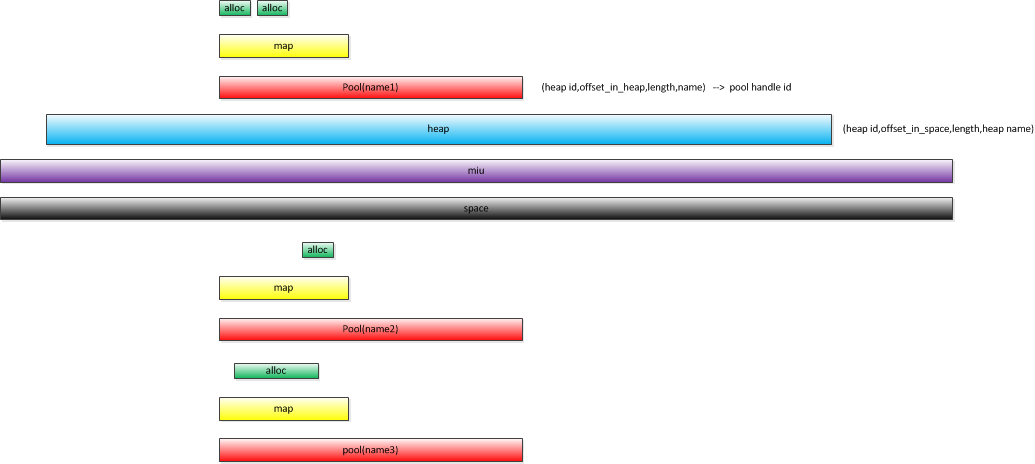 alloc alloc
map
Pool(name1) (heap id,offset_in_heap,length,name) --> pool handle id
heap (heap id,offset_in_space,length,heap name)
miu
space
alloc
map
Pool(name2)
alloc
map
pool(name3)